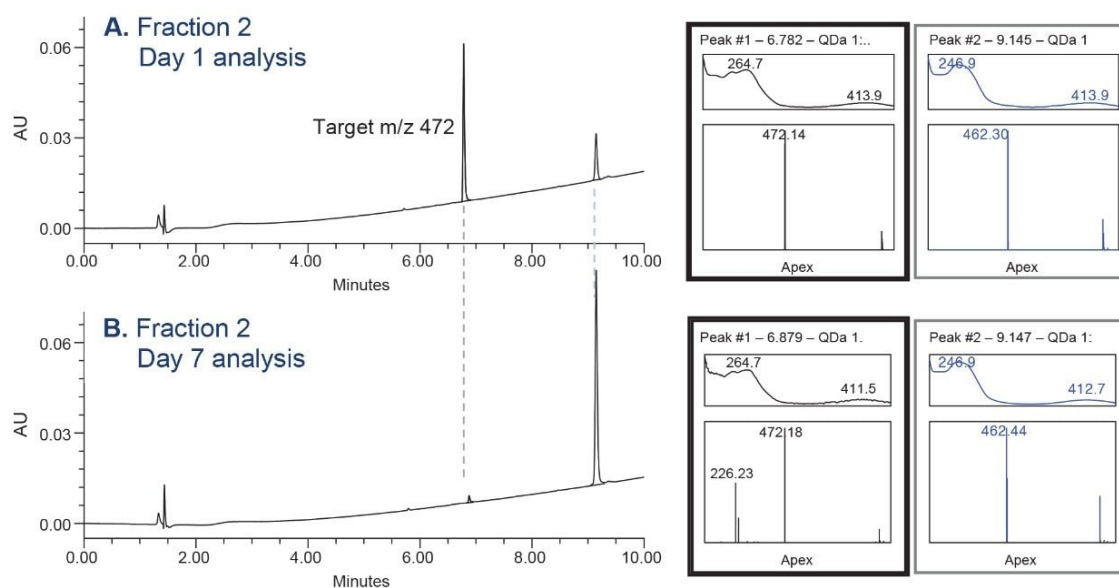 A. Fraction 2
Day 1 analysis
0.06
0.03
0.00
AU
Target m/z 472
0.00 2.00 4.00 6.00 8.00 10.00
Minutes
Peak #1 – 6.782 – QDa 1:..
264.7
413.9
472.14
Apex
Peak #2 – 9.145 – QDa 1
246.9
413.9
462.30
Apex
B. Fraction 2
Day 7 analysis
0.06
0.03
0.00
AU
0.00 2.00 4.00 6.00 8.00 10.00
Minutes
Peak #1 – 6.879 – QDa 1.
264.7
411.5
472.18
226.23
Apex
Peak #2 – 9.147 – QDa 1:
246.9
412.7
462.44
Apex